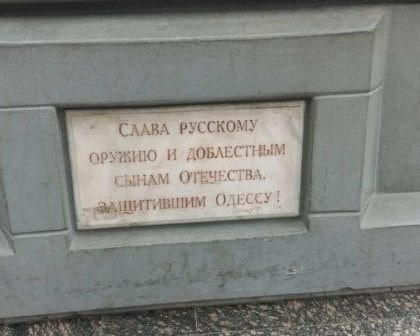 Слава русскому
оружию и доблестным
сынам Отечества,
защитившим Одессу!